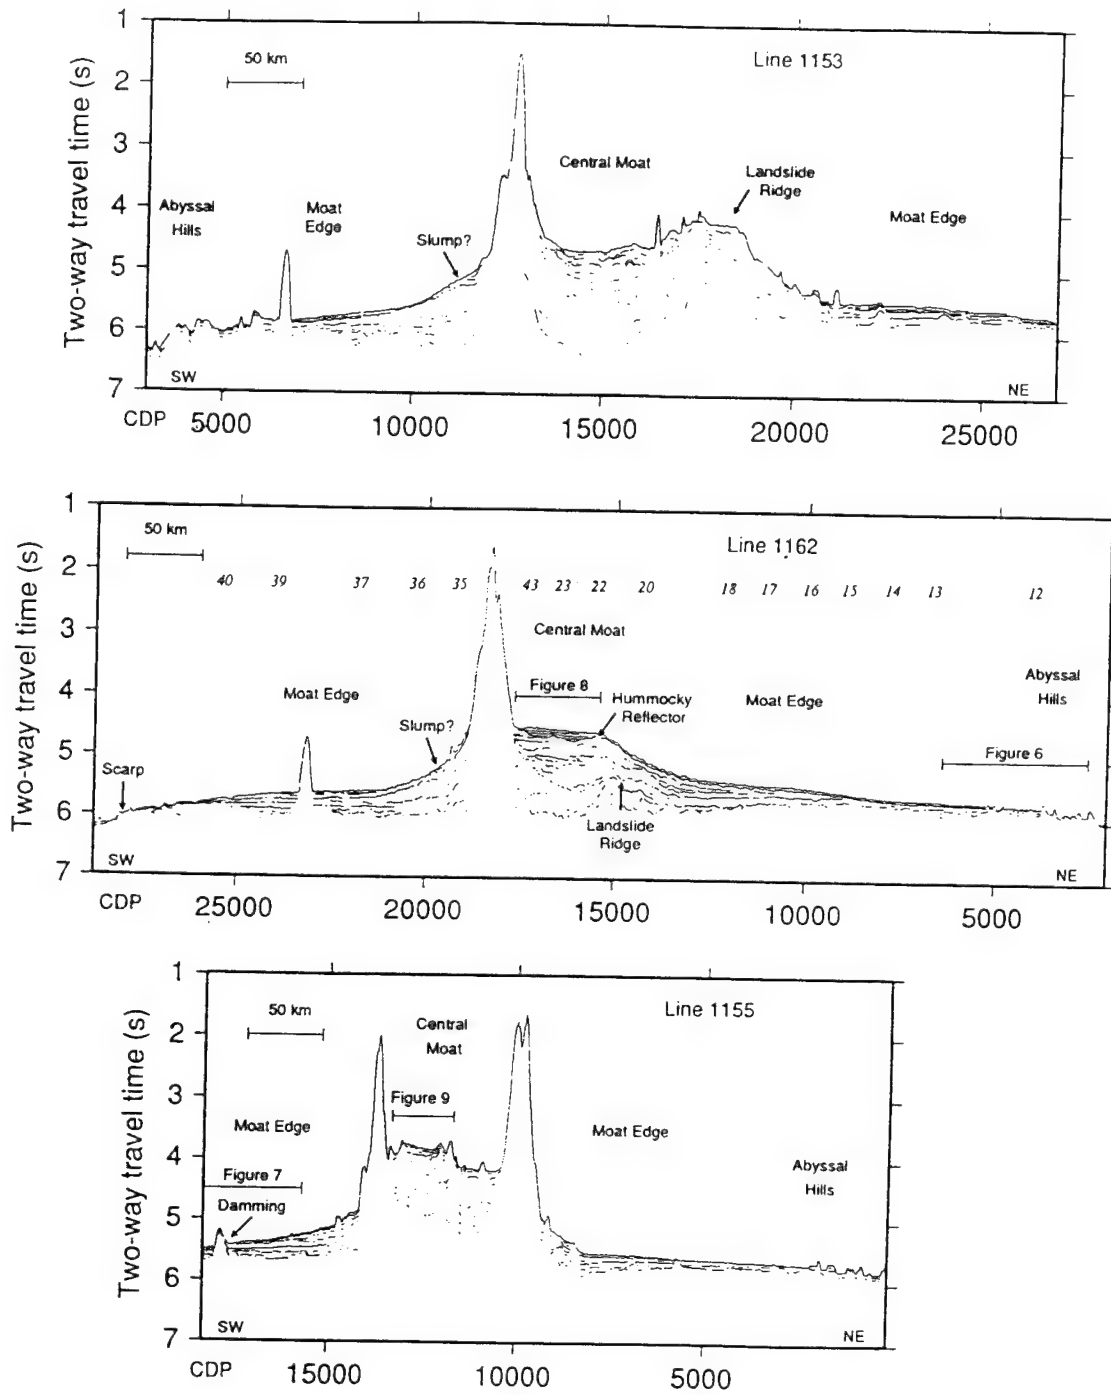 Line 1153
50 km
Two-way travel time (s)
1
2
3
4
5
6
7
Central Moat
Landslide
Ridge
Abyssal
Hills
Moat
Edge
Moat Edge
Slump?
SW
NE
CDP
5000
10000
15000
20000
25000
Line 1162
50 km
Two-way travel time (s)
1
2
3
4
5
6
7
40 39 37 36 35 43 23 22 20 18 17 16 15 14 13 12
Central Moat
Abyssal
Hills
Moat Edge
Figure 8
Hummocky
Reflector
Moat Edge
Slump?
Figure 6
Scarp
Landslide
Ridge
SW
NE
CDP
25000
20000
15000
10000
5000
Line 1155
50 km
Two-way travel time (s)
1
2
3
4
5
6
7
Central
Moat
Figure 9
Moat Edge
Moat Edge
Abyssal
Hills
Figure 7
Damming
SW
NE
CDP
15000
10000
5000